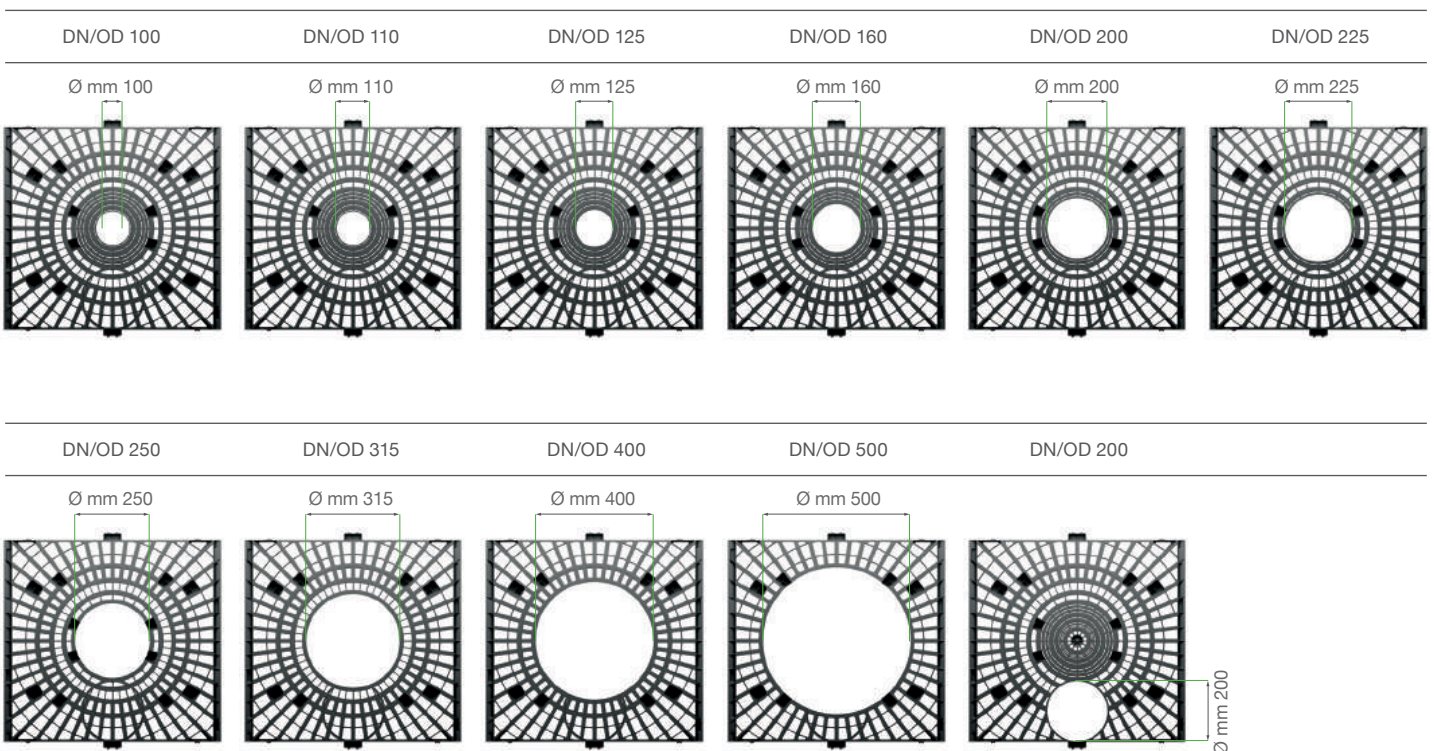 DN/OD 100 DN/OD 110 DN/OD 125 DN/OD 160 DN/OD 200 DN/OD 225
Ø mm 100 Ø mm 110 Ø mm 125 Ø mm 160 Ø mm 200 Ø mm 225
DN/OD 250 DN/OD 315 DN/OD 400 DN/OD 500 DN/OD 200
Ø mm 250 Ø mm 315 Ø mm 400 Ø mm 500
Ø mm 200